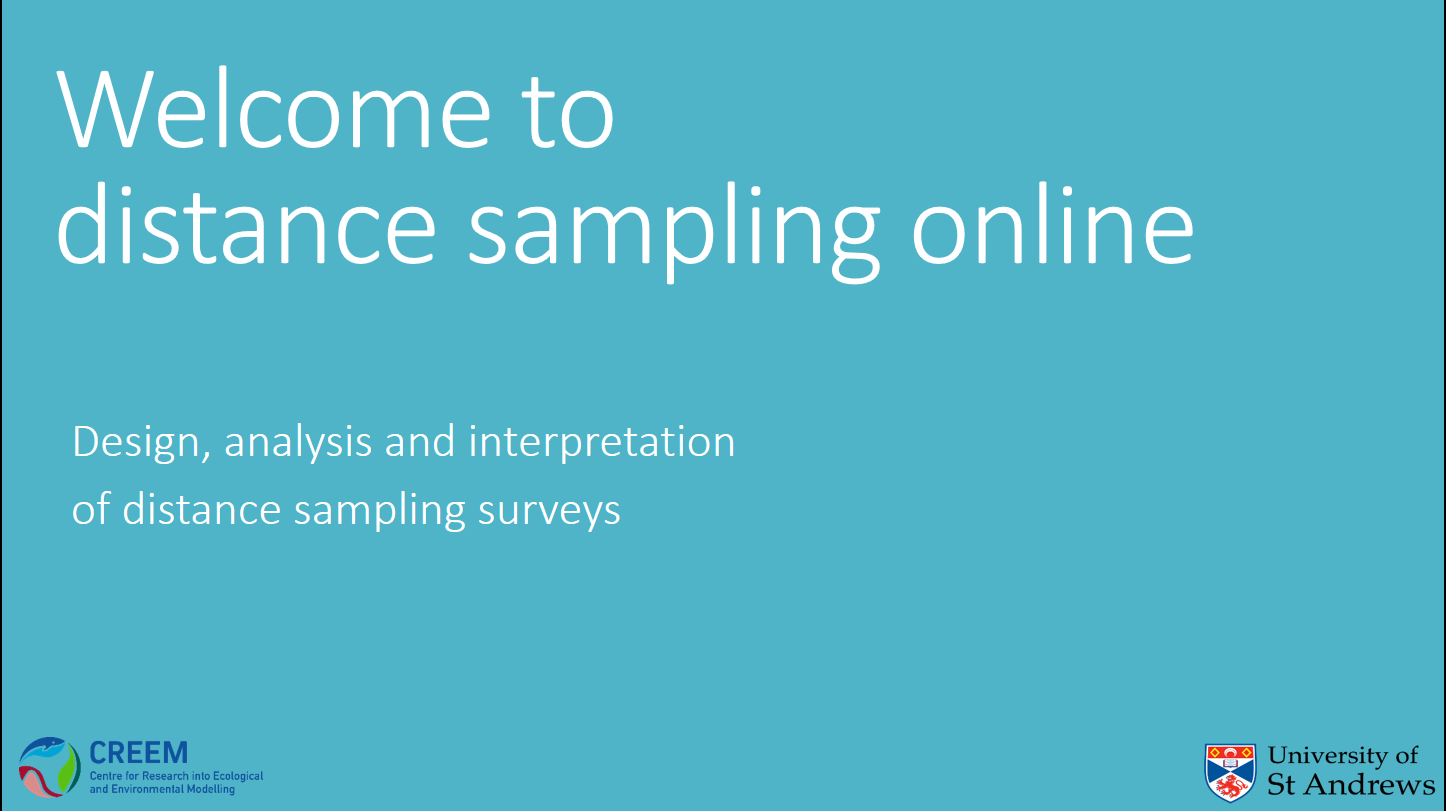 Welcome to
distance sampling online
Design, analysis and interpretation
of distance sampling surveys
CREEM
Centre for Research into Ecological
and Environmental Modelling
University of
St Andrews